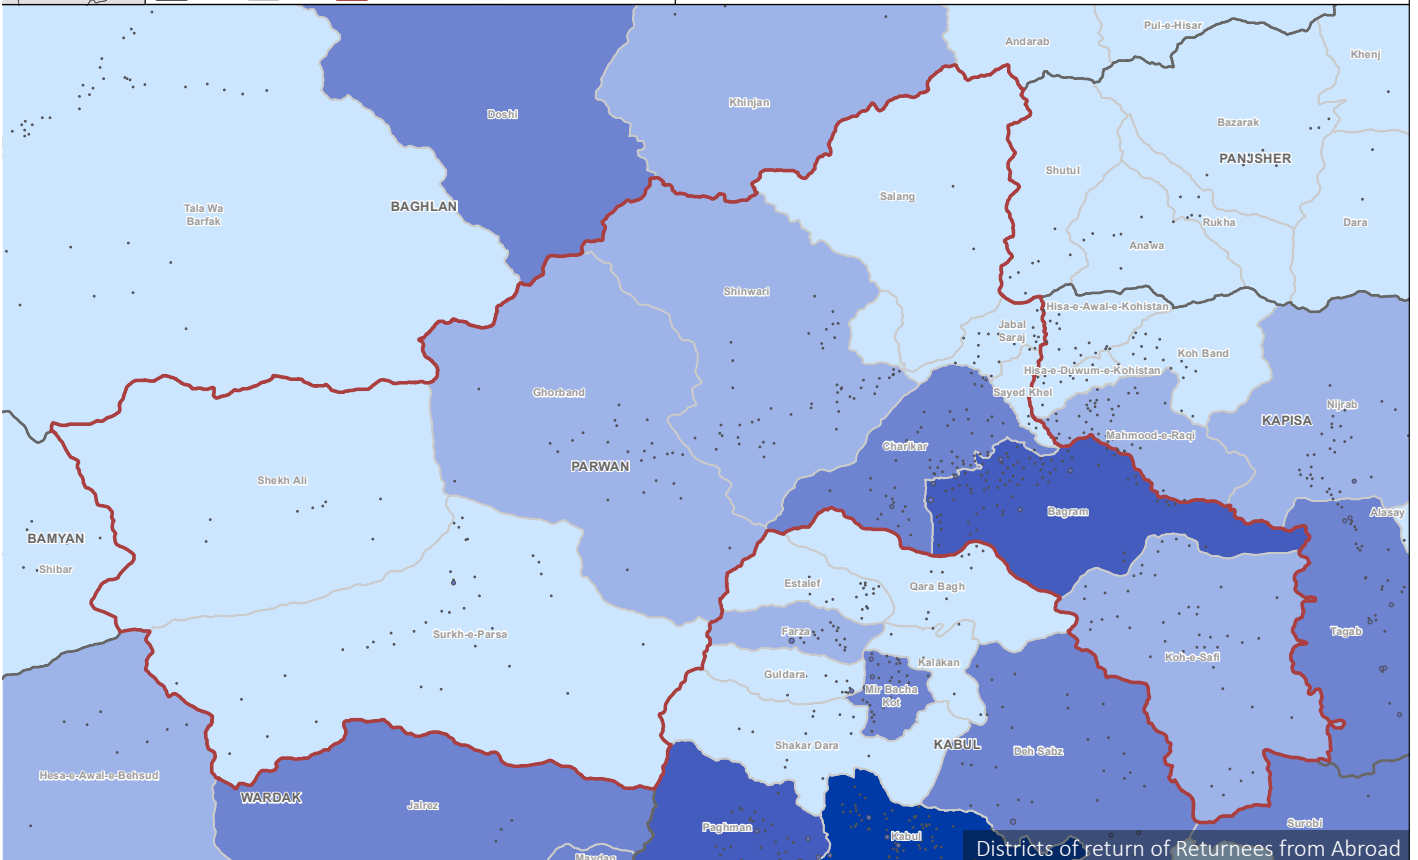 Pul-e-Hisar
Andarab
Khenj
Khinjan
Doshi
Bazarak
PANJSHER
Shutul
Salang
Tala Wa
Barfak
BAGHLAN
Rukha
Dara
Anawa
Shinwari
Hisa-e-Awal-e-Kohistan
Jabal
Saraj
Koh Band
Hisa-e-Duwum-e-Kohistan
Ghorband
Sayed Khel
Nijrab
KAPISA
Mahmood-e-Raqi
Charikar
PARWAN
Shekh Ali
Bagram
Alasay
BAMYAN
Shibar
Estalef
Qara Bagh
Farza
Tagab
Surkh-e-Parsa
Koh-e-Safi
Kalakan
Guldara
Mir Bacha
Kot
Shakar Dara
KABUL
Deh Sabz
Hesa-e-Awal-e-Behsud
WARDAK
Jalrez
Paghman
Kabul
Surobi
Maydan
Districts of return of Returnees from Abroad